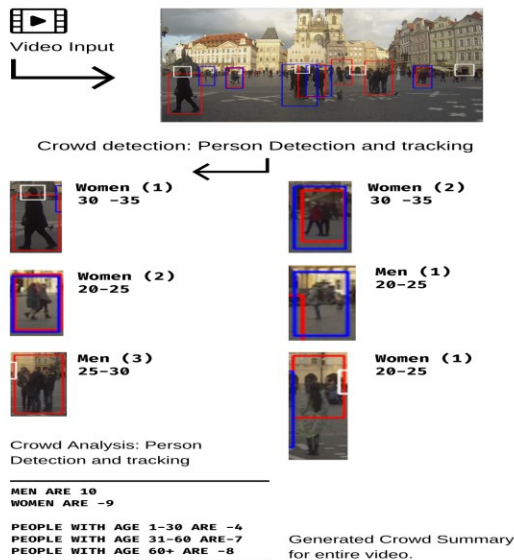 Video Input
Crowd detection: Person Detection and tracking
Women (1)
30 –35
Women (2)
30 –35
Women (2)
20–25
Men (1)
20–25
Men (3)
25–30
Women (1)
20–25
Crowd Analysis: Person
Detection and tracking
MEN ARE 10
WOMEN ARE –9
PEOPLE WITH AGE 1–30 ARE –4
PEOPLE WITH AGE 31–60 ARE–7
PEOPLE WITH AGE 60+ ARE –8
Generated Crowd Summary
for entire video.